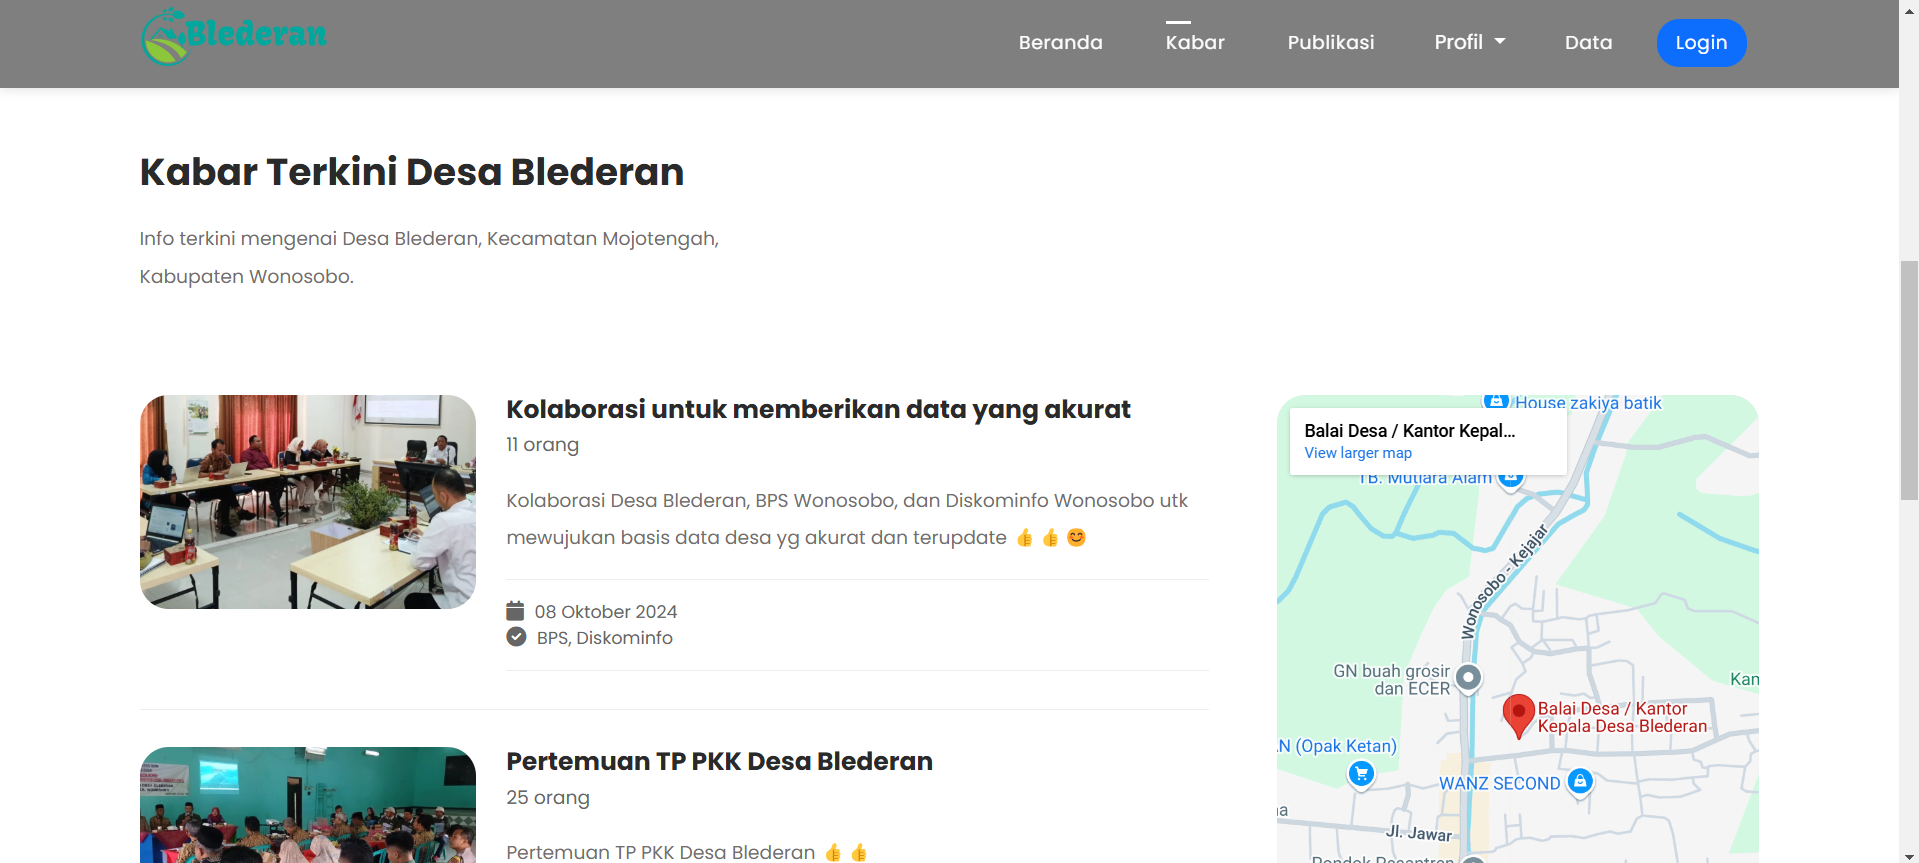 Blederan
Beranda
Kabar
Publikasi
Profil
Data
Login
Kabar Terkini Desa Blederan
Info terkini mengenai Desa Blederan, Kecamatan Mojotengah,
Kabupaten Wonosobo.
Kolaborasi untuk memberikan data yang akurat
11 orang
Kolaborasi Desa Blederan, BPS Wonosobo, dan Diskominfo Wonosobo utk
mewujukan basis data desa yg akurat dan terupdate 👍 👍 😊
08 Oktober 2024
BPS, Diskominfo
Pertemuan TP PKK Desa Blederan
25 orang
Pertemuan TP PKK Desa Blederan 👍 👍
House zakiya batik
Balai Desa / Kantor Kepal...
View larger map
TB. Mutiara Alam
Wonosobo - Kejajar
GN buah grosir
dan ECER
Kan
Balai Desa / Kantor
Kepala Desa Blederan
N (Opak Ketan)
WANZ SECOND
Jl. Jawar
Pondok Pesantren